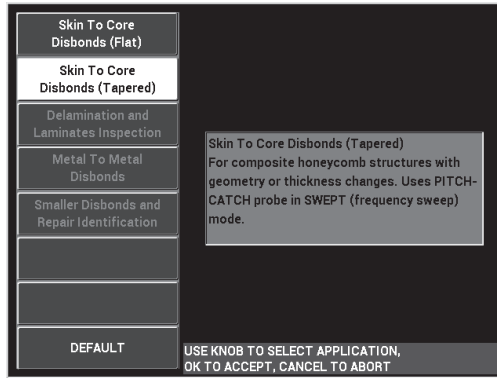 Skin To Core
Disbonds (Flat)
Skin To Core
Disbonds (Tapered)
Delamination and
Laminates Inspection
Metal To Metal
Disbonds
Smaller Disbonds and
Repair Identification
DEFAULT
Skin To Core Disbonds (Tapered)
For composite honeycomb structures with
geometry or thickness changes. Uses PITCH-
CATCH probe in SWEPT (frequency sweep)
mode.
USE KNOB TO SELECT APPLICATION,
OK TO ACCEPT, CANCEL TO ABORT